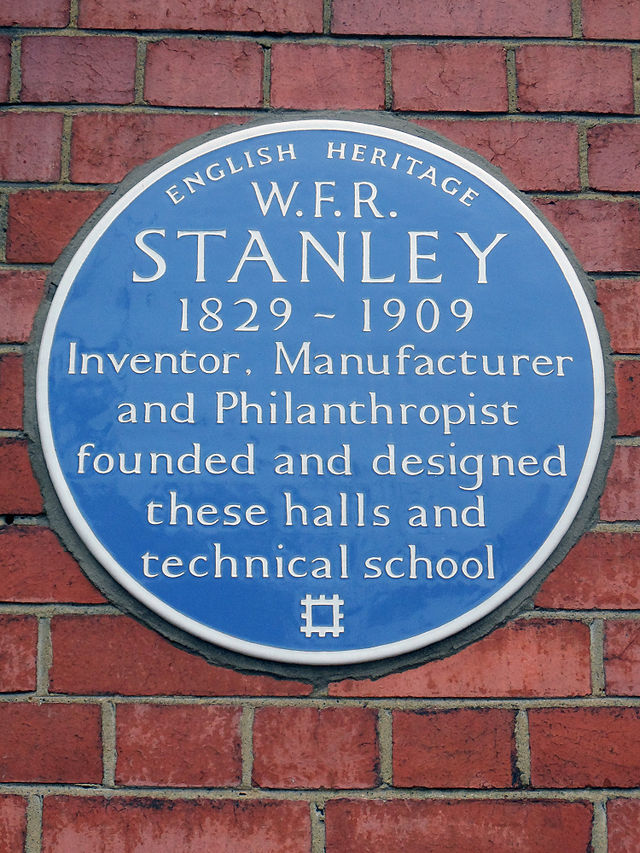 ENGLISH HERITAGE
W.F.R.
STANLEY
1829 ~ 1909
Inventor, Manufacturer
and Philanthropist
founded and designed
these halls and
technical school